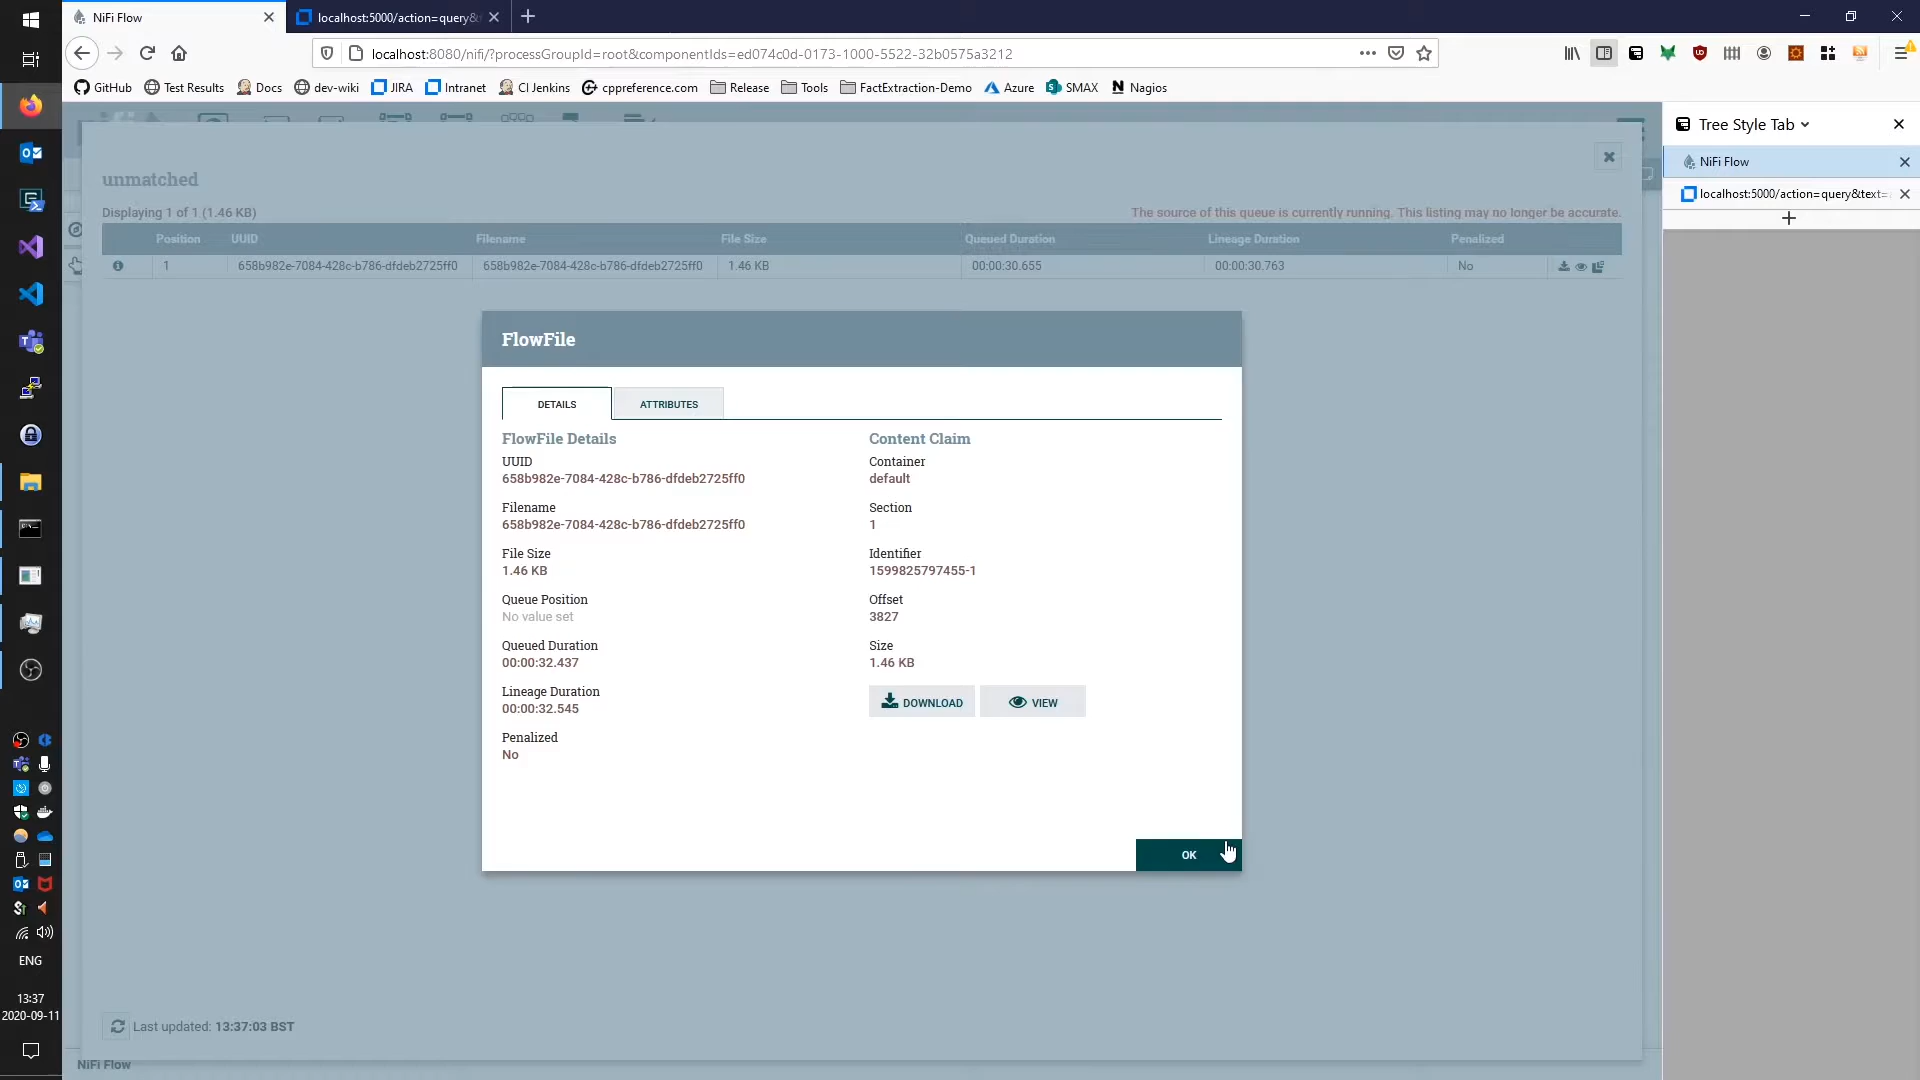 NiFi Flow
localhost:5000/action=query&
localhost:8080/nifi/?processGroupId=root&componentIds=ed074c0d-0173-1000-5522-32b0575a3212
GitHub Test Results Docs dev-wiki JIRA Intranet CI Jenkins cppreference.com Release Tools FactExtraction-Demo Azure SMAX Nagios
Tree Style Tab
NiFi Flow
localhost:5000/action=query&text=
unmatched
Displaying 1 of 1 (1.46 KB)
The source of this queue is currently running. This listing may no longer be accurate.
Position UUID Filename File Size Queued Duration Lineage Duration Penalized
1 658b982e-7084-428c-b786-dfdeb2725ff0 658b982e-7084-428c-b786-dfdeb2725ff0 1.46 KB 00:00:30.655 00:00:30.763 No
FlowFile
DETAILS ATTRIBUTES
FlowFile Details
UUID
658b982e-7084-428c-b786-dfdeb2725ff0
Filename
658b982e-7084-428c-b786-dfdeb2725ff0
File Size
1.46 KB
Queue Position
No value set
Queued Duration
00:00:32.437
Lineage Duration
00:00:32.545
Penalized
No
Content Claim
Container
default
Section
1
Identifier
1599825797455-1
Offset
3827
Size
1.46 KB
DOWNLOAD VIEW
OK
Last updated: 13:37:03 BST
NiFi Flow
ENG
13:37
2020-09-11